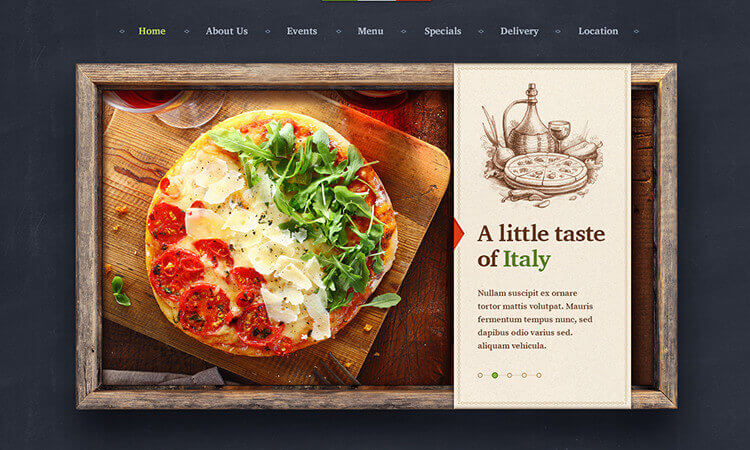 Home About Us Events Menu Specials Delivery Location
A little taste
of Italy
Nullam suscipit ex ornare
tortor mattis volutpat. Mauris
fermentum tempus nunc, sed
dapibus odio varius sed.
aliquam vehicula.